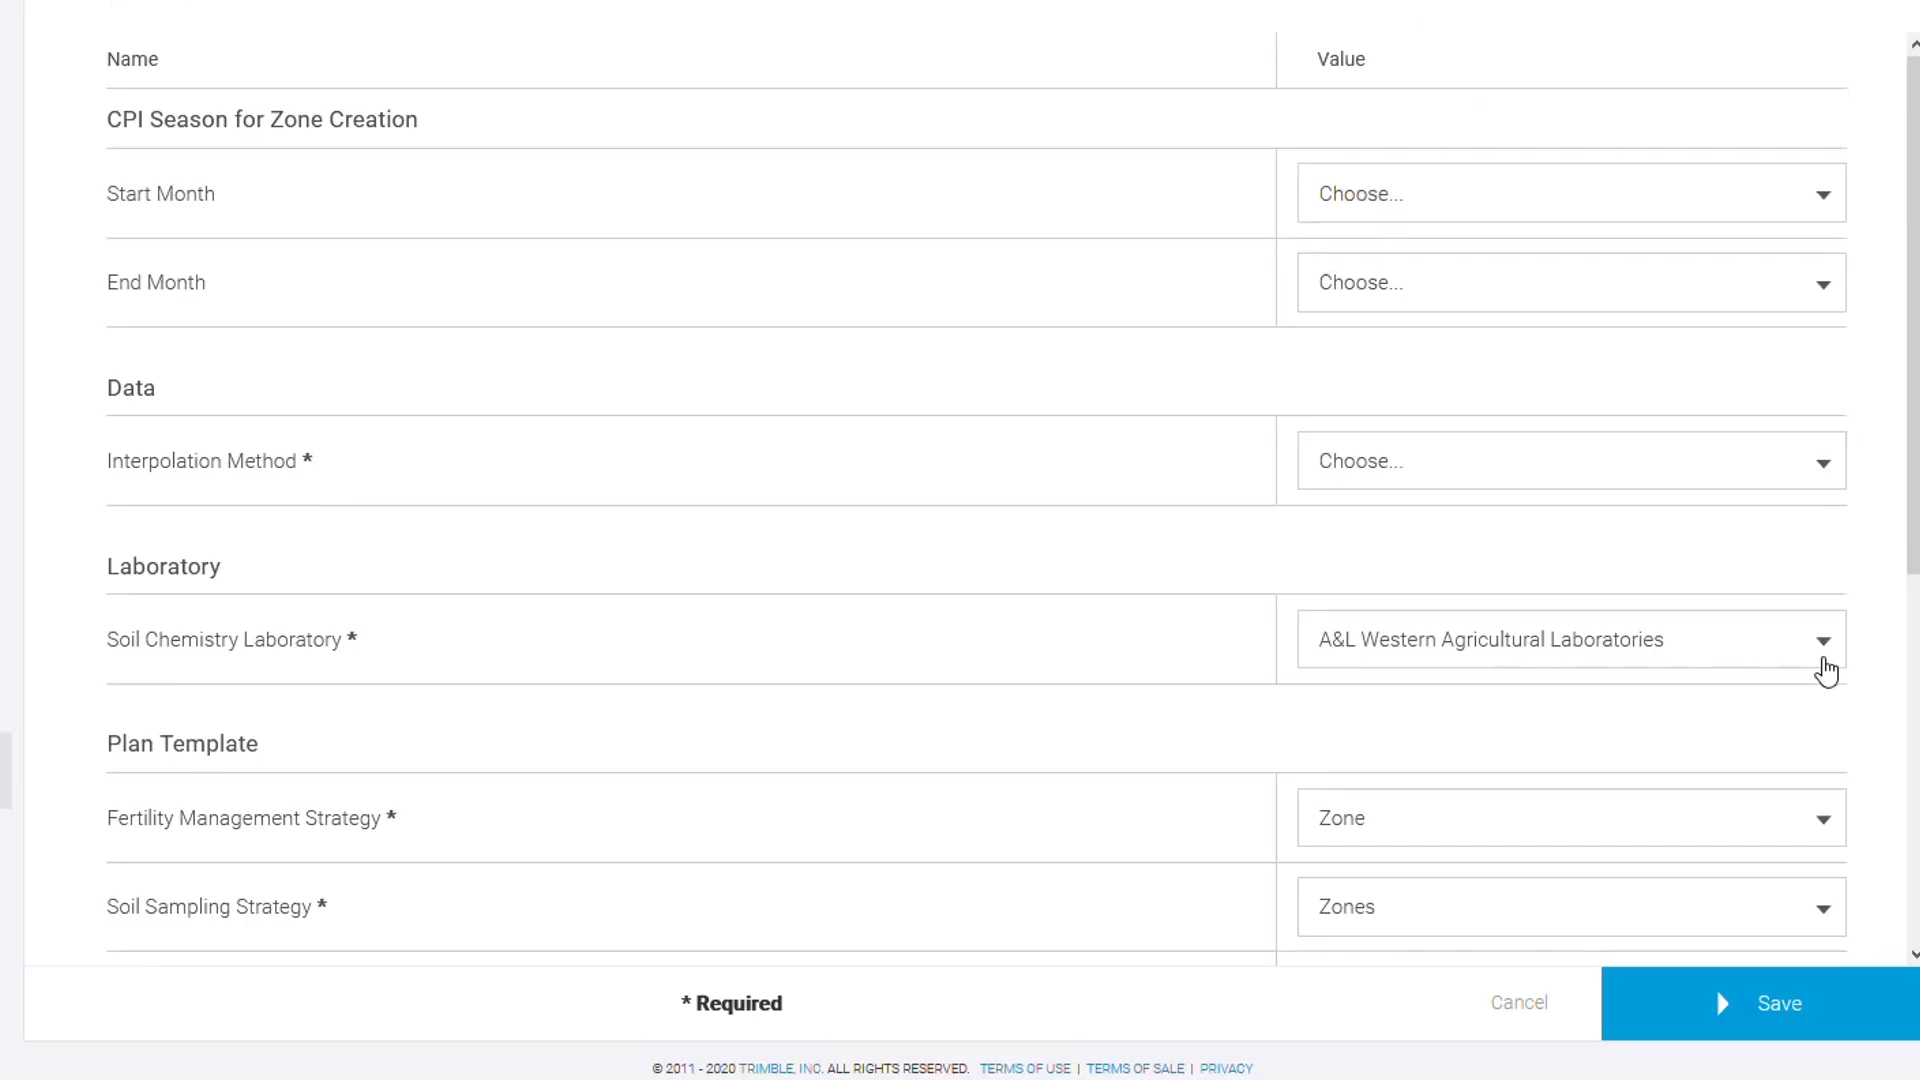 Name Value
CPI Season for Zone Creation
Start Month Choose...
End Month Choose...
Data
Interpolation Method * Choose...
Laboratory
Soil Chemistry Laboratory * A&L Western Agricultural Laboratories
Plan Template
Fertility Management Strategy * Zone
Soil Sampling Strategy * Zones
* Required Cancel Save
© 2011 - 2020 TRIMBLE, INC. ALL RIGHTS RESERVED. TERMS OF USE | TERMS OF SALE | PRIVACY